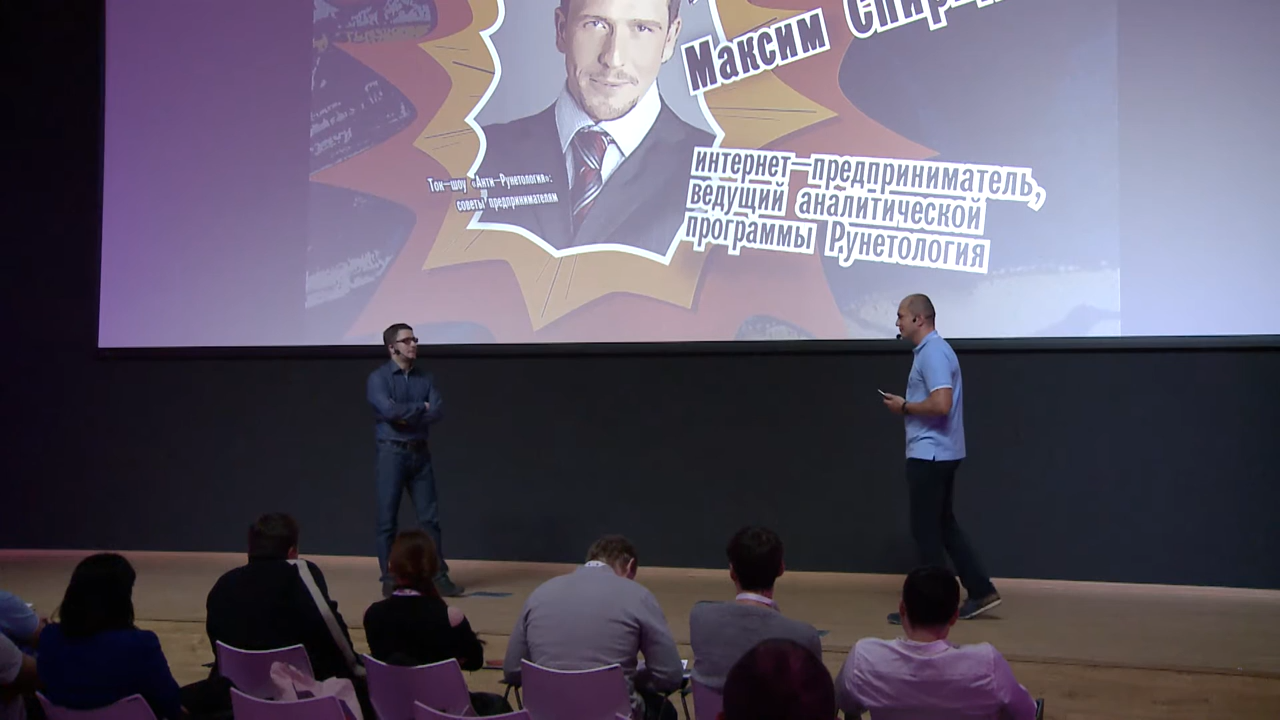 Максим
Ток-шоу «Анти-Рунетология»:
советы предпринимателям
интернет-предприниматель,
ведущий аналитической
программы Рунетология